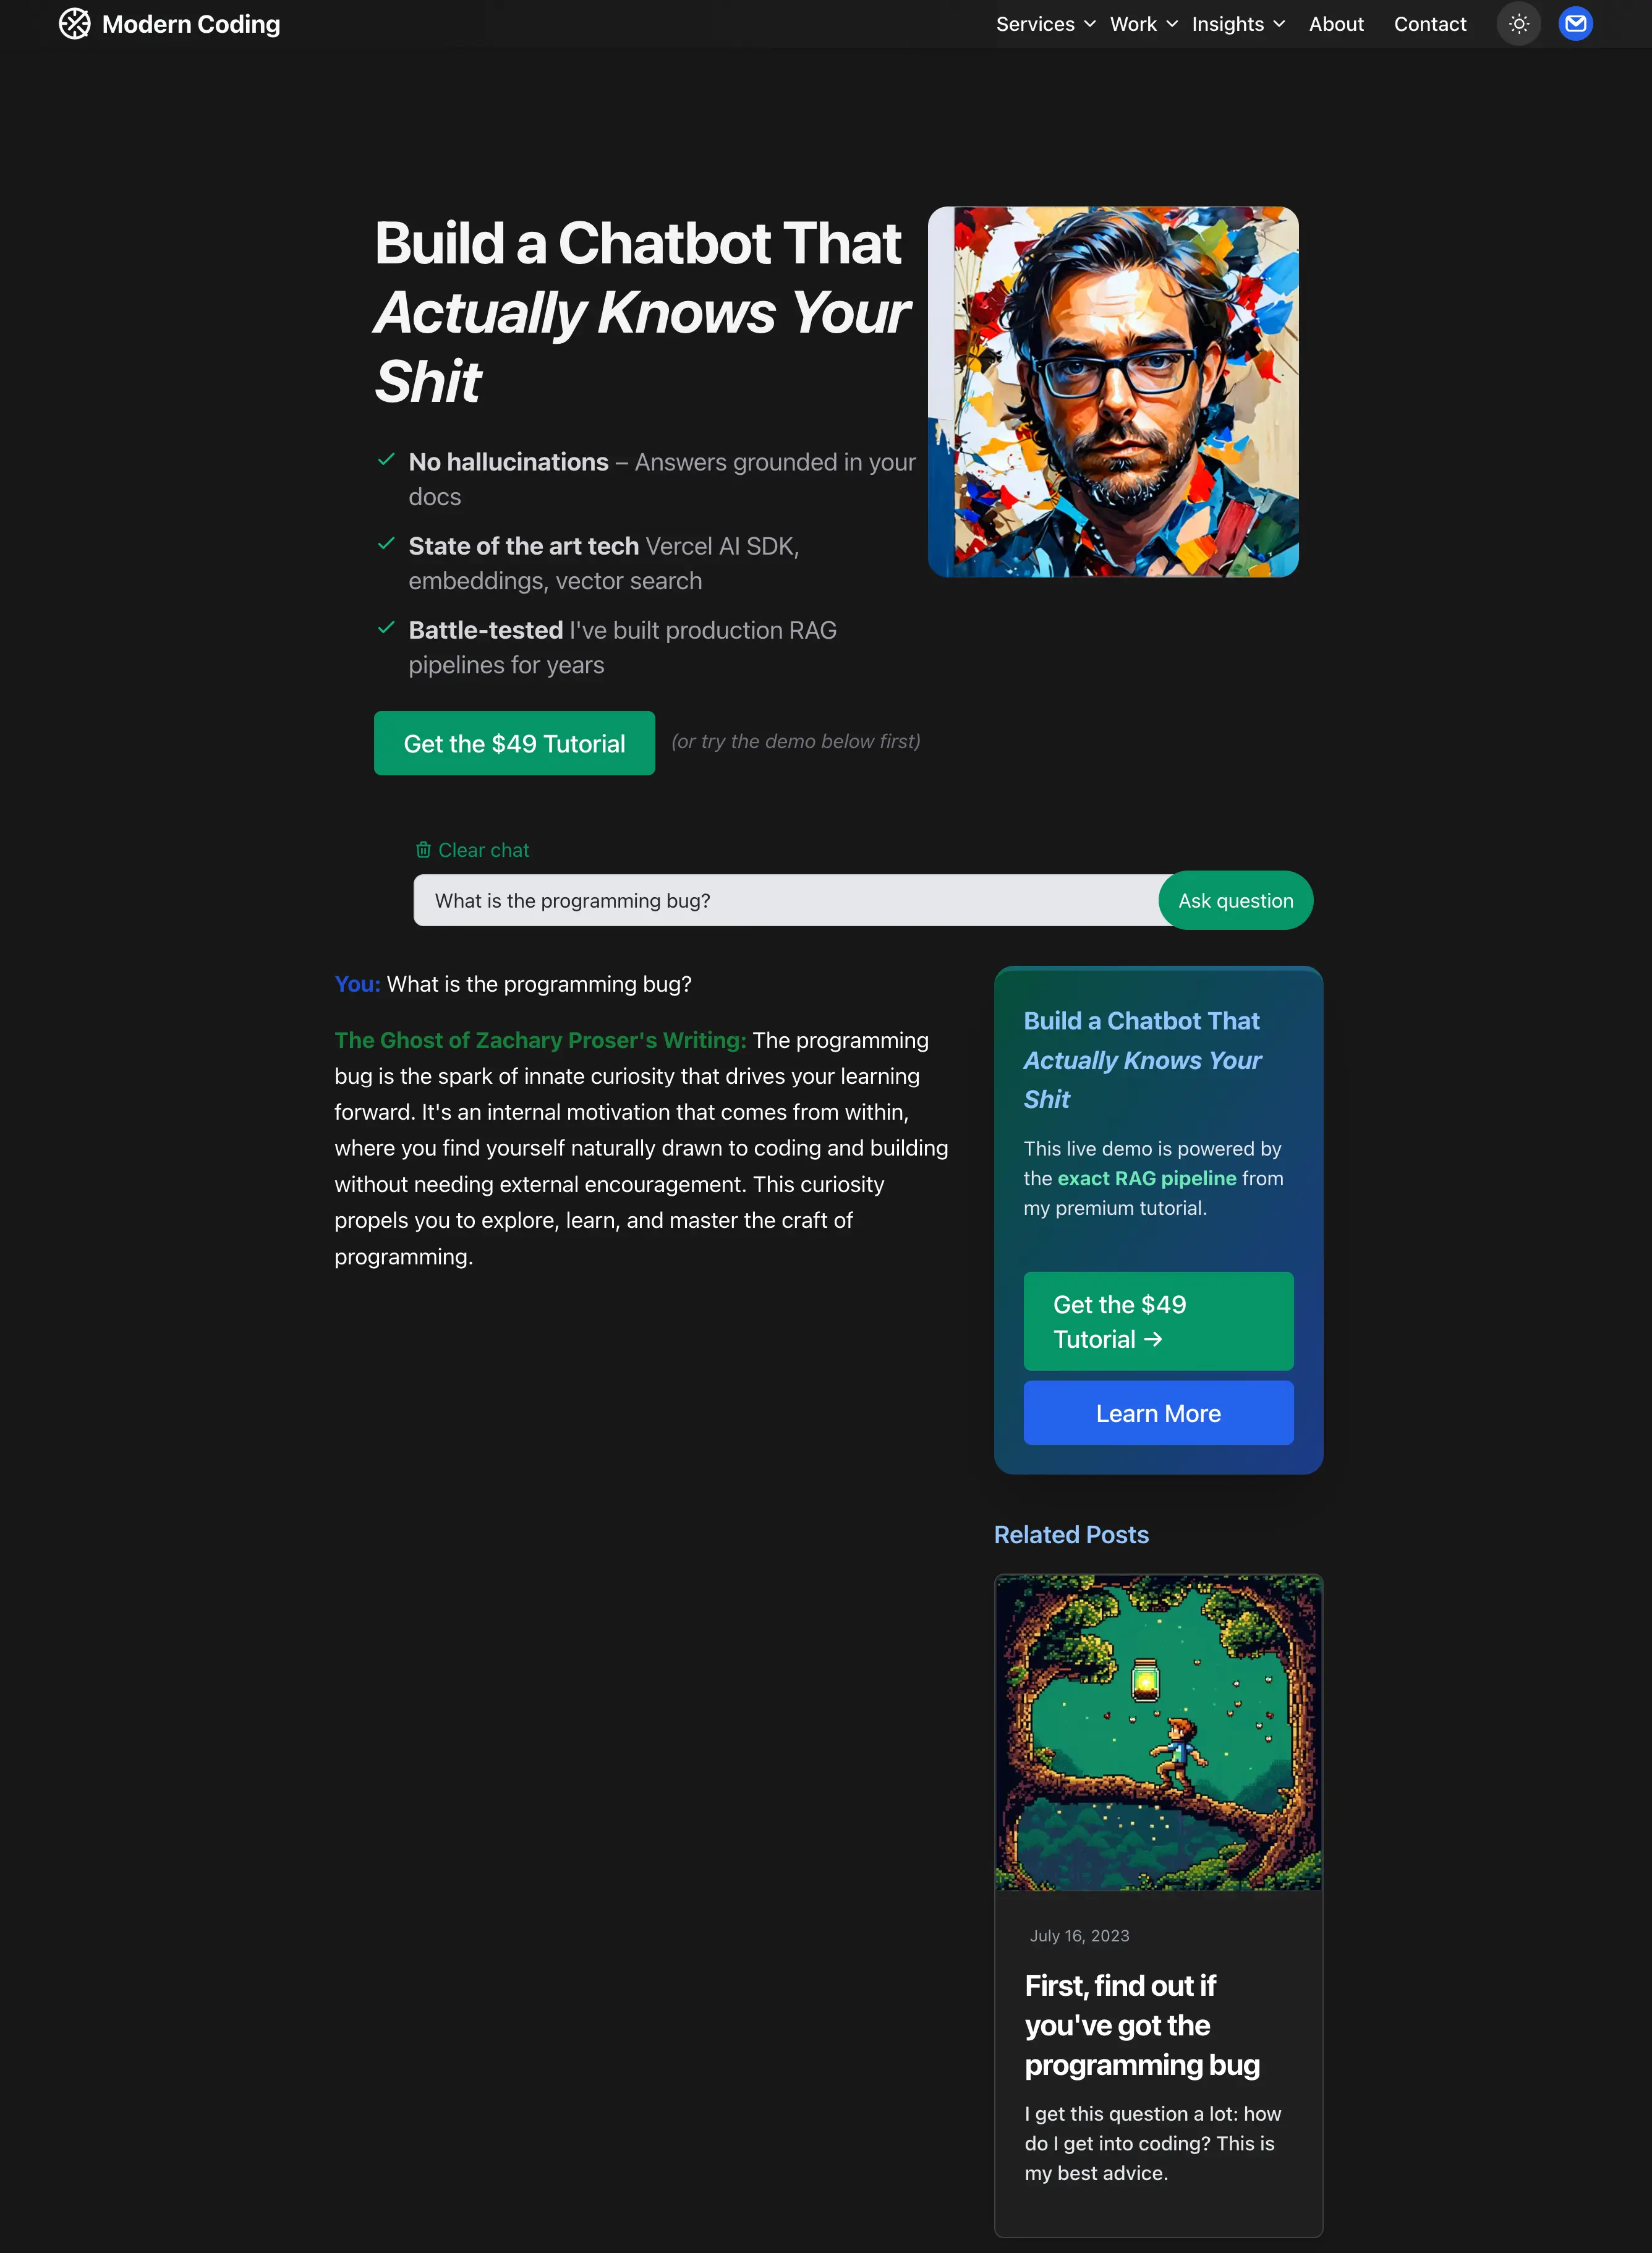 Modern Coding
Services Work Insights About Contact
Build a Chatbot That
Actually Knows Your
Shit
No hallucinations – Answers grounded in your
docs
State of the art tech Vercel AI SDK,
embeddings, vector search
Battle-tested I've built production RAG
pipelines for years
Get the $49 Tutorial
(or try the demo below first)
Clear chat
What is the programming bug?
Ask question
You: What is the programming bug?
The Ghost of Zachary Proser's Writing: The programming
bug is the spark of innate curiosity that drives your learning
forward. It's an internal motivation that comes from within,
where you find yourself naturally drawn to coding and building
without needing external encouragement. This curiosity
propels you to explore, learn, and master the craft of
programming.
Build a Chatbot That
Actually Knows Your
Shit
This live demo is powered by
the exact RAG pipeline from
my premium tutorial.
Get the $49
Tutorial →
Learn More
Related Posts
July 16, 2023
First, find out if
you've got the
programming bug
I get this question a lot: how
do I get into coding? This is
my best advice.